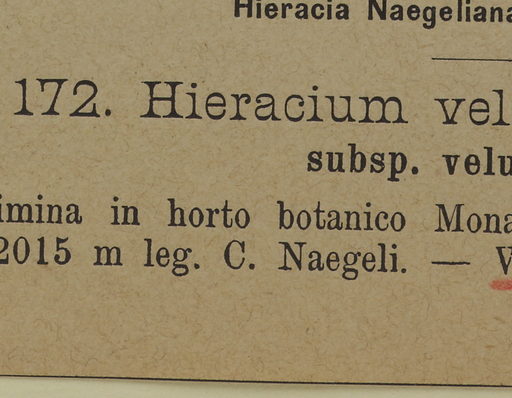 Hieracia Naegeliana
172. Hieracium vel
subsp. velu
imina in horto botanico Mona
2015 m leg. C. Naegeli. — V